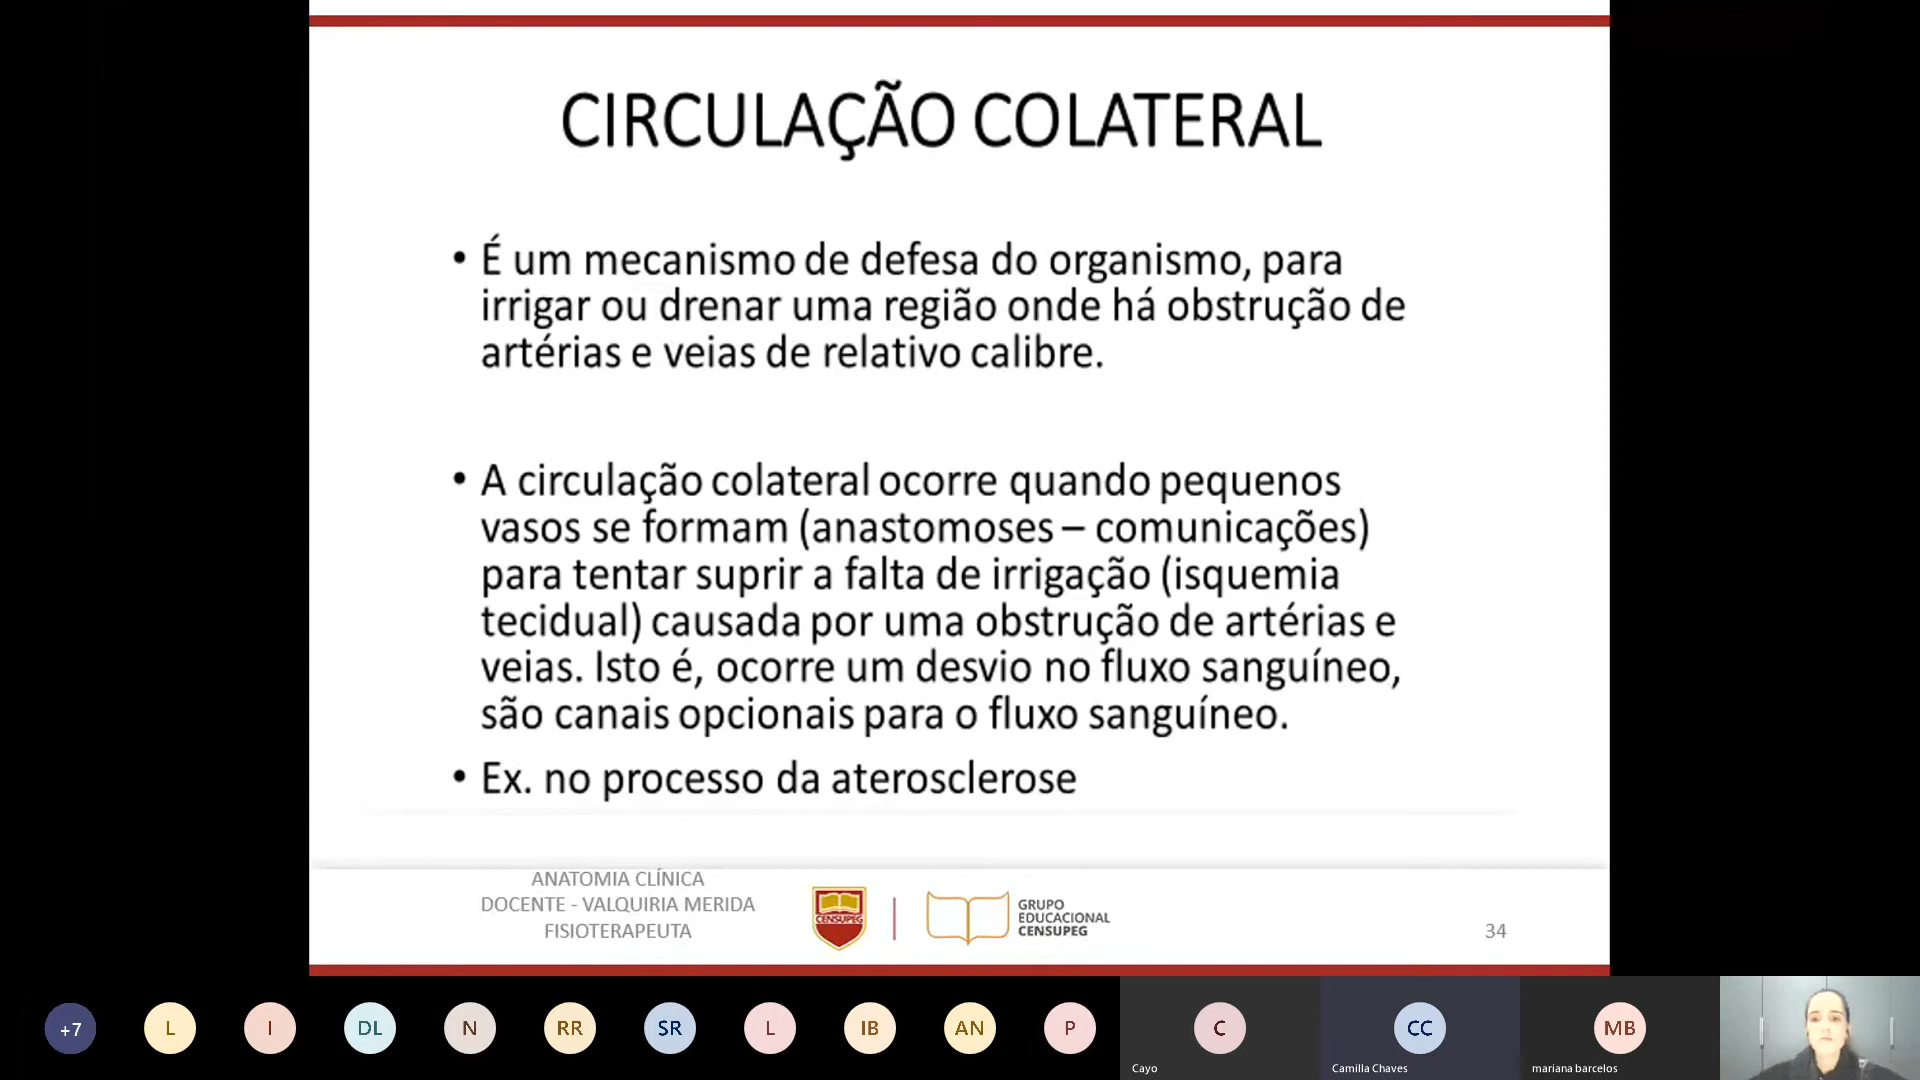 CIRCULAÇÃO COLATERAL
• É um mecanismo de defesa do organismo, para
irrigar ou drenar uma região onde há obstrução de
artérias e veias de relativo calibre.
• A circulação colateral ocorre quando pequenos
vasos se formam (anastomoses – comunicações)
para tentar suprir a falta de irrigação (isquemia
tecidual) causada por uma obstrução de artérias e
veias. Isto é, ocorre um desvio no fluxo sanguíneo,
são canais opcionais para o fluxo sanguíneo.
• Ex. no processo da aterosclerose
ANATOMIA CLÍNICA
DOCENTE - VALQUIRIA MERIDA
FISIOTERAPEUTA
CENSUPEG
GRUPO
EDUCACIONAL
CENSUPEG
34
+7
L
I
DL
N
RR
SR
L
IB
AN
P
C
CC
MB
Cayo
Camilla Chaves
mariana barcelos